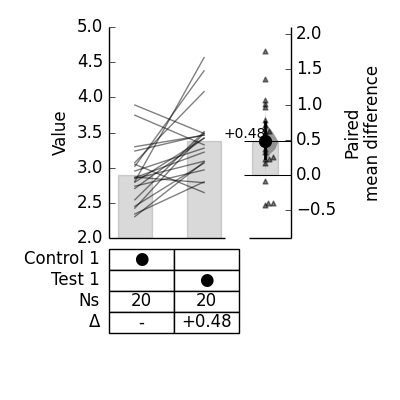 5.0
4.5
4.0
3.5
3.0
2.5
2.0
Value
2.0
1.5
1.0
0.5
0.0
−0.5
Paired
mean difference
+0.48
Control 1
Test 1
Ns 20 20
Δ - +0.48